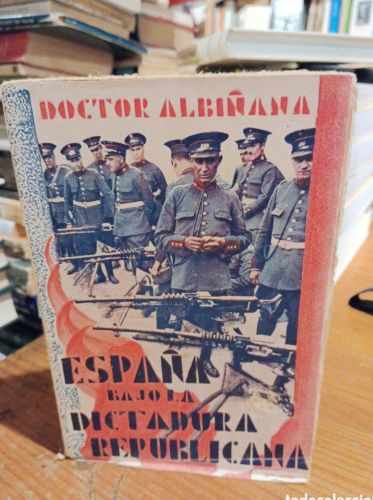 DOCTOR ALBIÑANA
ESPAÑA
BAJO LA
DICTADURA
REPUBLICANA